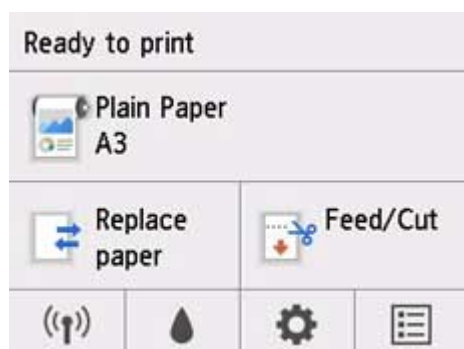 Ready to print
Plain Paper
A3
Replace
paper
Feed/Cut